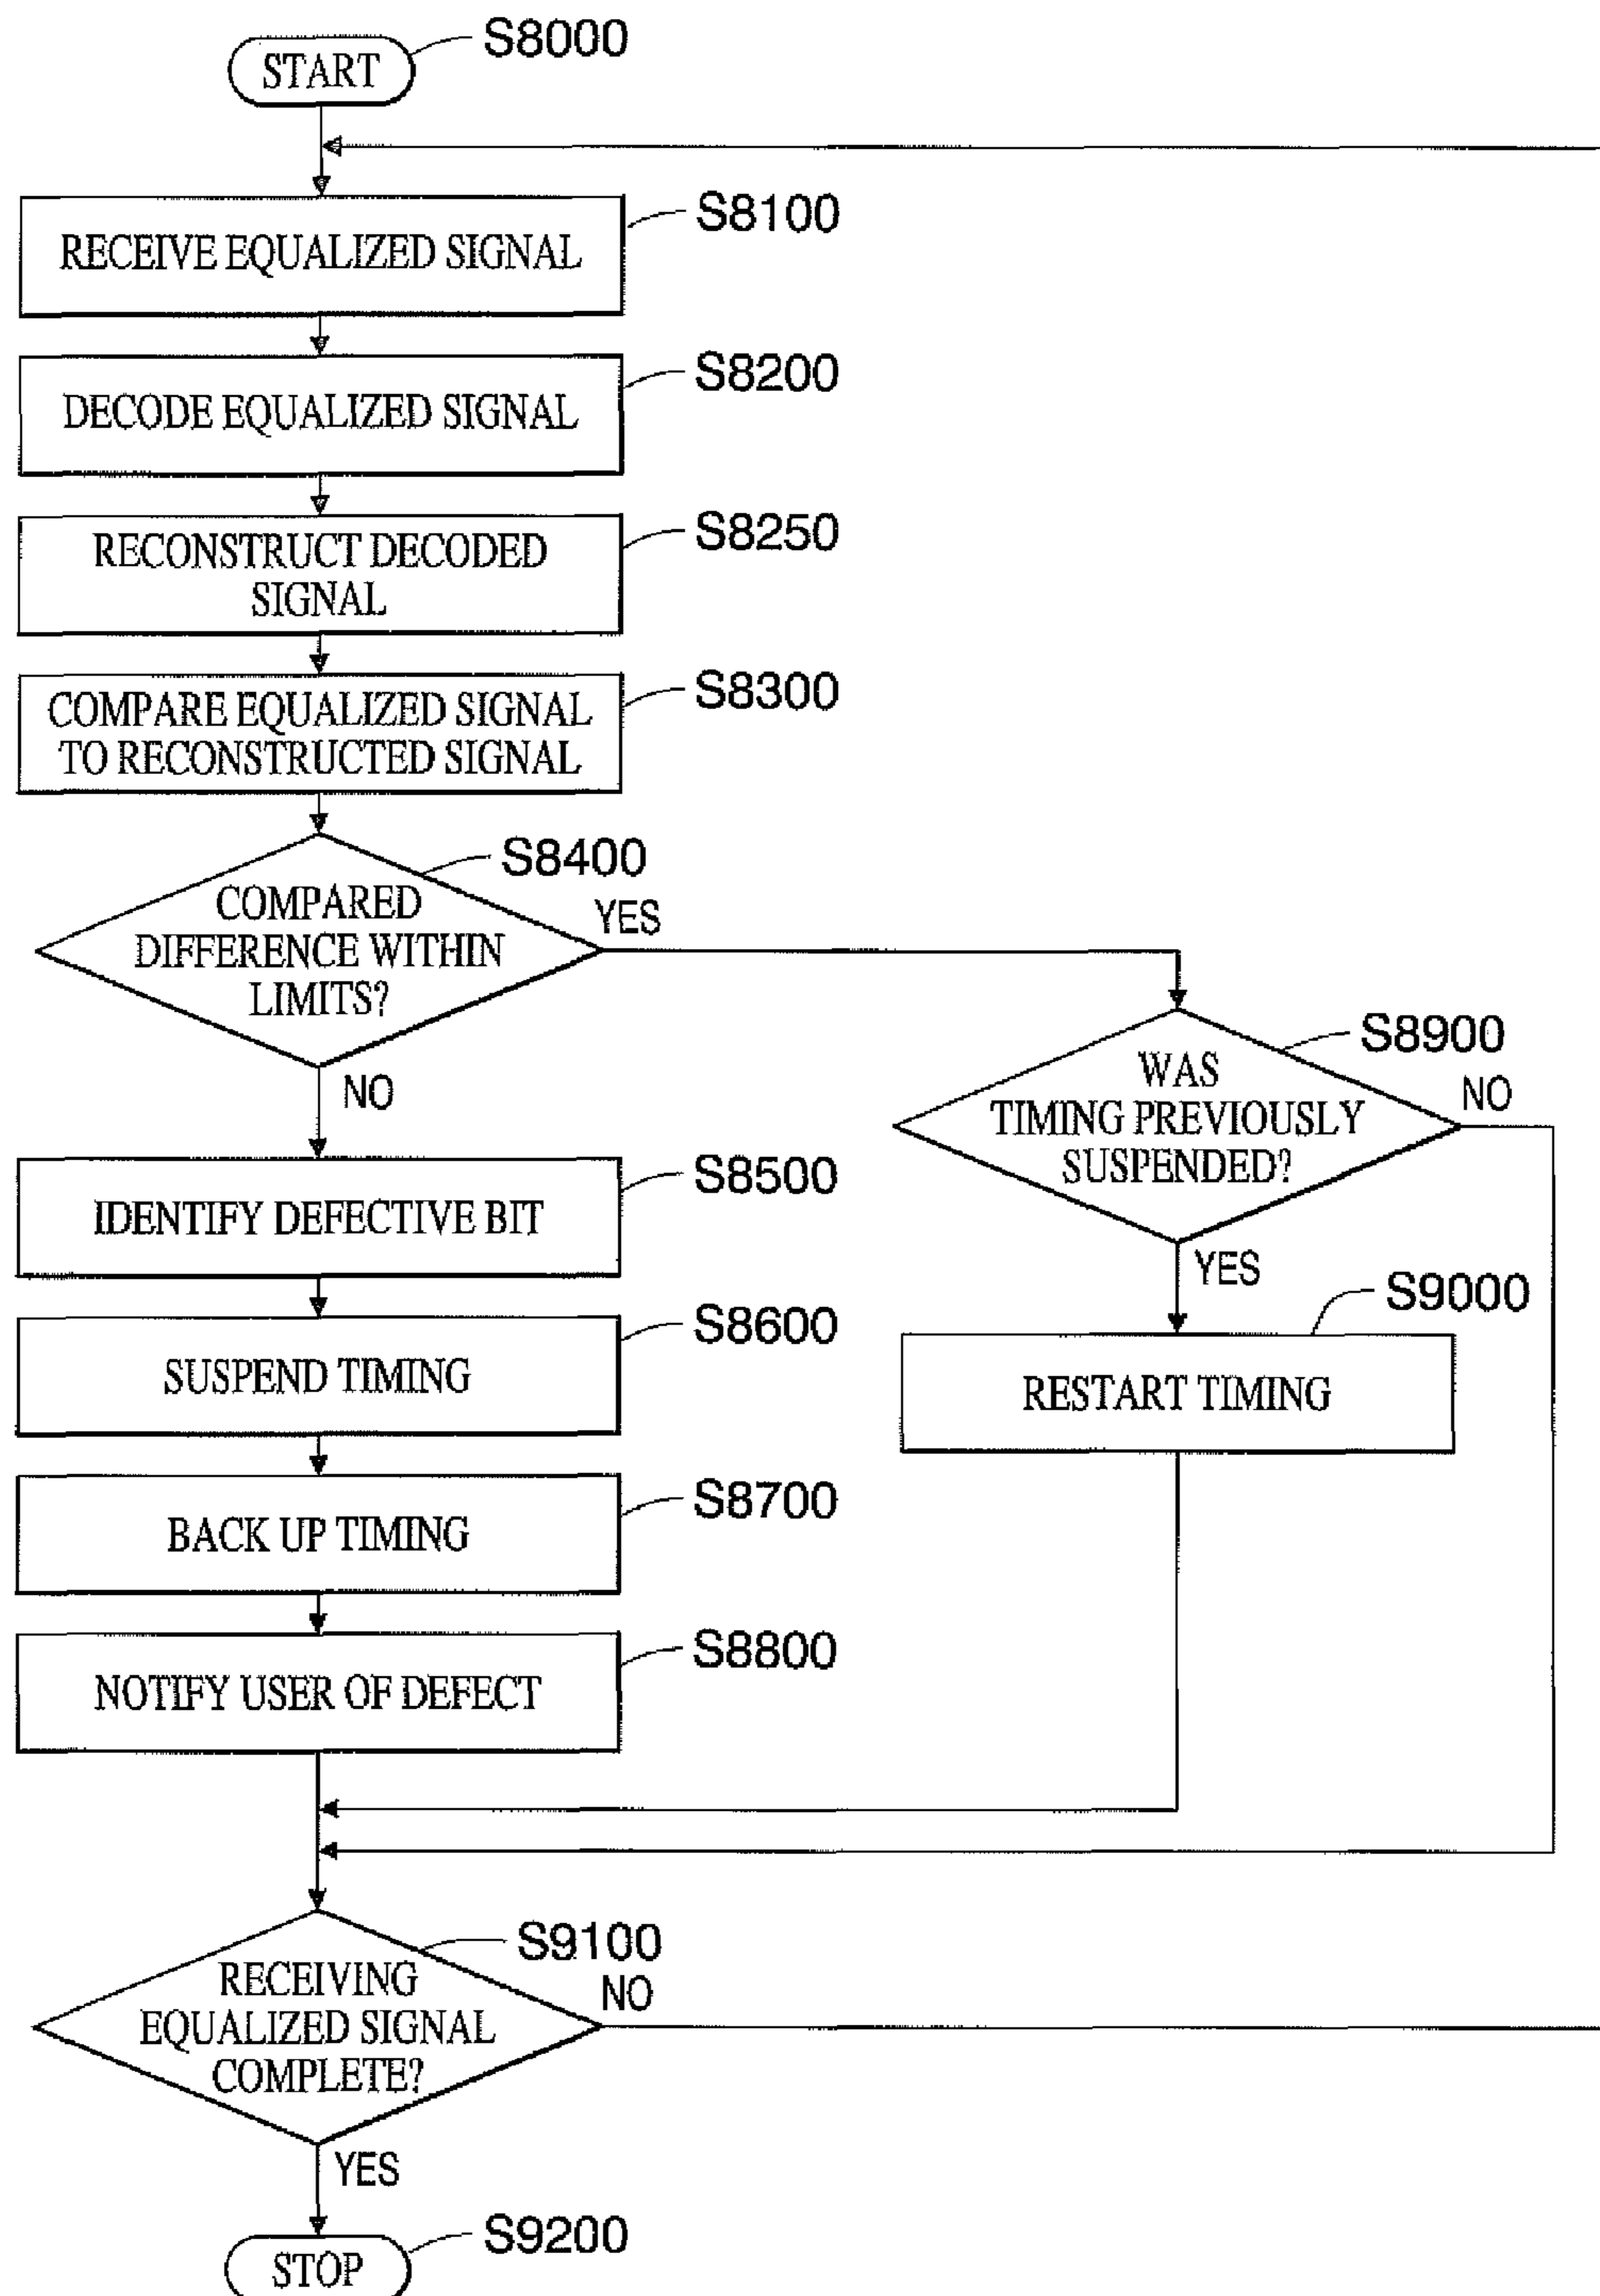 START
S8000
RECEIVE EQUALIZED SIGNAL
S8100
DECODE EQUALIZED SIGNAL
S8200
RECONSTRUCT DECODED
SIGNAL
S8250
COMPARE EQUALIZED SIGNAL
TO RECONSTRUCTED SIGNAL
S8300
COMPARED
DIFFERENCE WITHIN
LIMITS?
S8400
YES
NO
WAS
TIMING PREVIOUSLY
SUSPENDED?
S8900
NO
YES
IDENTIFY DEFECTIVE BIT
S8500
SUSPEND TIMING
S8600
RESTART TIMING
S9000
BACK UP TIMING
S8700
NOTIFY USER OF DEFECT
S8800
RECEIVING
EQUALIZED SIGNAL
COMPLETE?
S9100
NO
YES
STOP
S9200